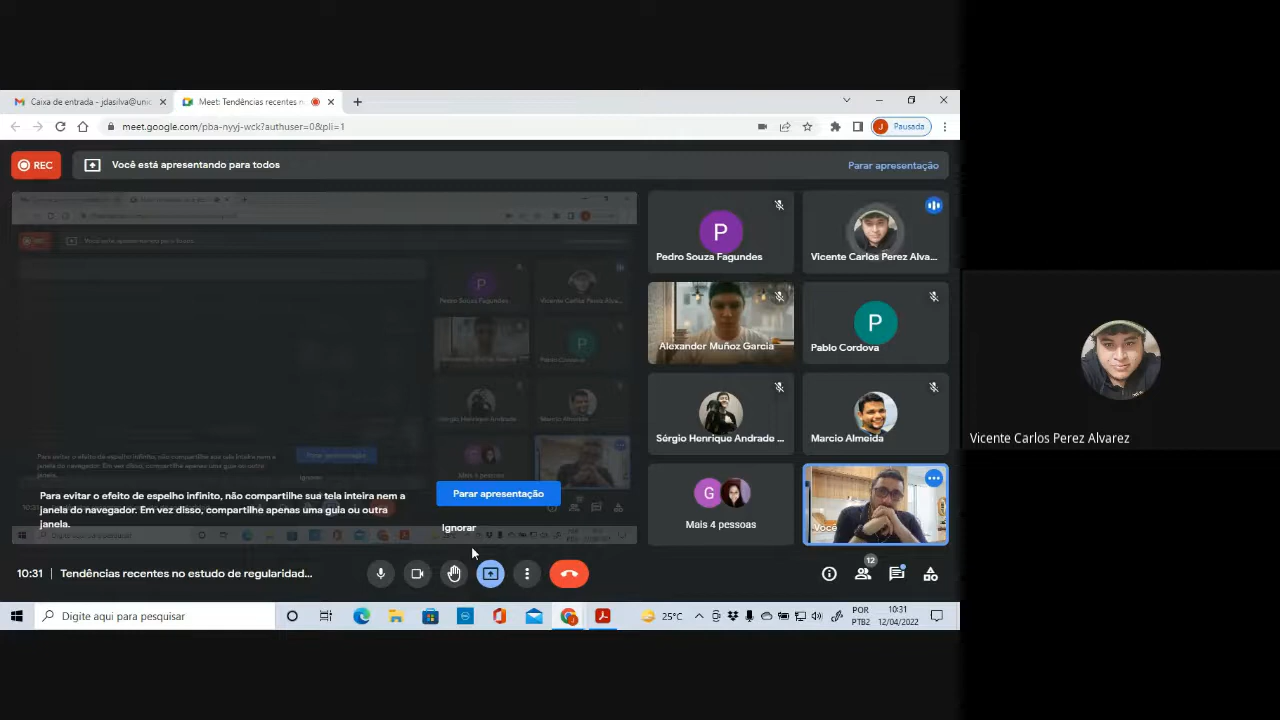 Caixa de entrada - jdasilva@unic
Meet: Tendências recentes n
meet.google.com/pba-nyyj-wck?authuser=0&pli=1
J
Pausada
REC
Você está apresentando para todos
Parar apresentação
P
Pedro Souza Fagundes
Vicente Carlos Perez Alva...
Alexander Muñoz Garcia
P
Pablo Cordova
Sérgio Henrique Andrade ...
Marcio Almeida
Vicente Carlos Perez Alvarez
G
Mais 4 pessoas
Você
Para evitar o efeito de espelho infinito, não compartilhe sua tela inteira nem a
janela do navegador. Em vez disso, compartilhe apenas uma guia ou outra
janela.
Parar apresentação
Ignorar
10:31
Tendências recentes no estudo de regularidad...
12
Digite aqui para pesquisar
25°C
POR
PTB2
10:31
12/04/2022